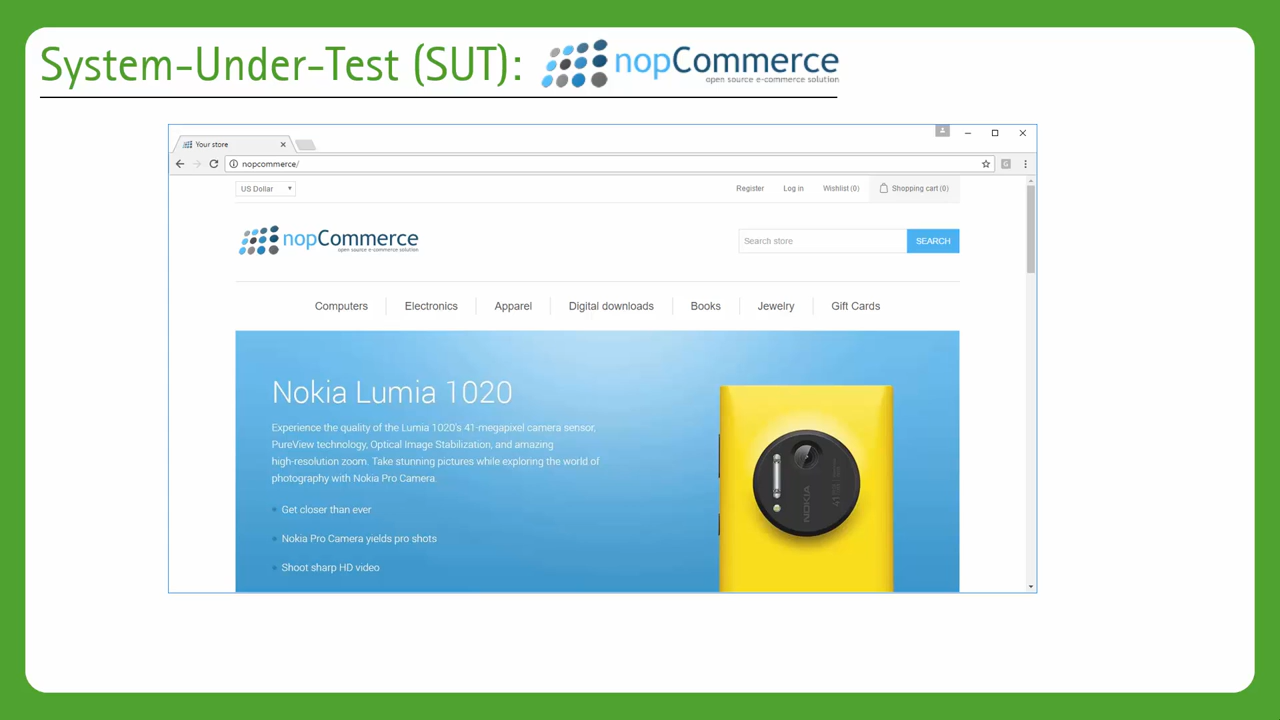 System-Under-Test (SUT): nopCommerce
open source e-commerce solution
Your store
nopcommerce/
US Dollar Register Log in Wishlist (0) Shopping cart (0)
nopCommerce
open source e-commerce solution
Search store SEARCH
Computers Electronics Apparel Digital downloads Books Jewelry Gift Cards
Nokia Lumia 1020
Experience the quality of the Lumia 1020's 41-megapixel camera sensor,
PureView technology, Optical Image Stabilization, and amazing
high-resolution zoom. Take stunning pictures while exploring the world of
photography with Nokia Pro Camera.
Get closer than ever
Nokia Pro Camera yields pro shots
Shoot sharp HD video
NOKIA